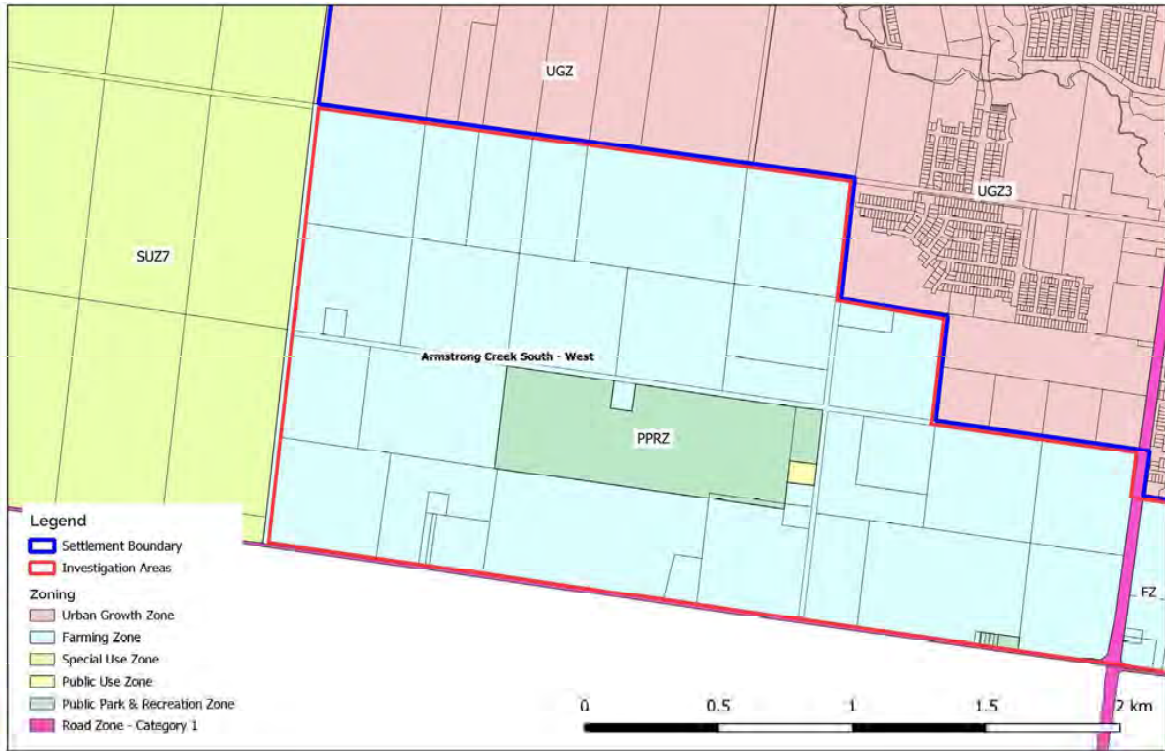 UGZ
UGZ3
SUZ7
Armstrong Creek South - West
PPRZ
FZ
Legend
Settlement Boundary
Investigation Areas
Zoning
Urban Growth Zone
Farming Zone
Special Use Zone
Public Use Zone
Public Park & Recreation Zone
Road Zone - Category 1
0 0.5 1 1.5 2 km